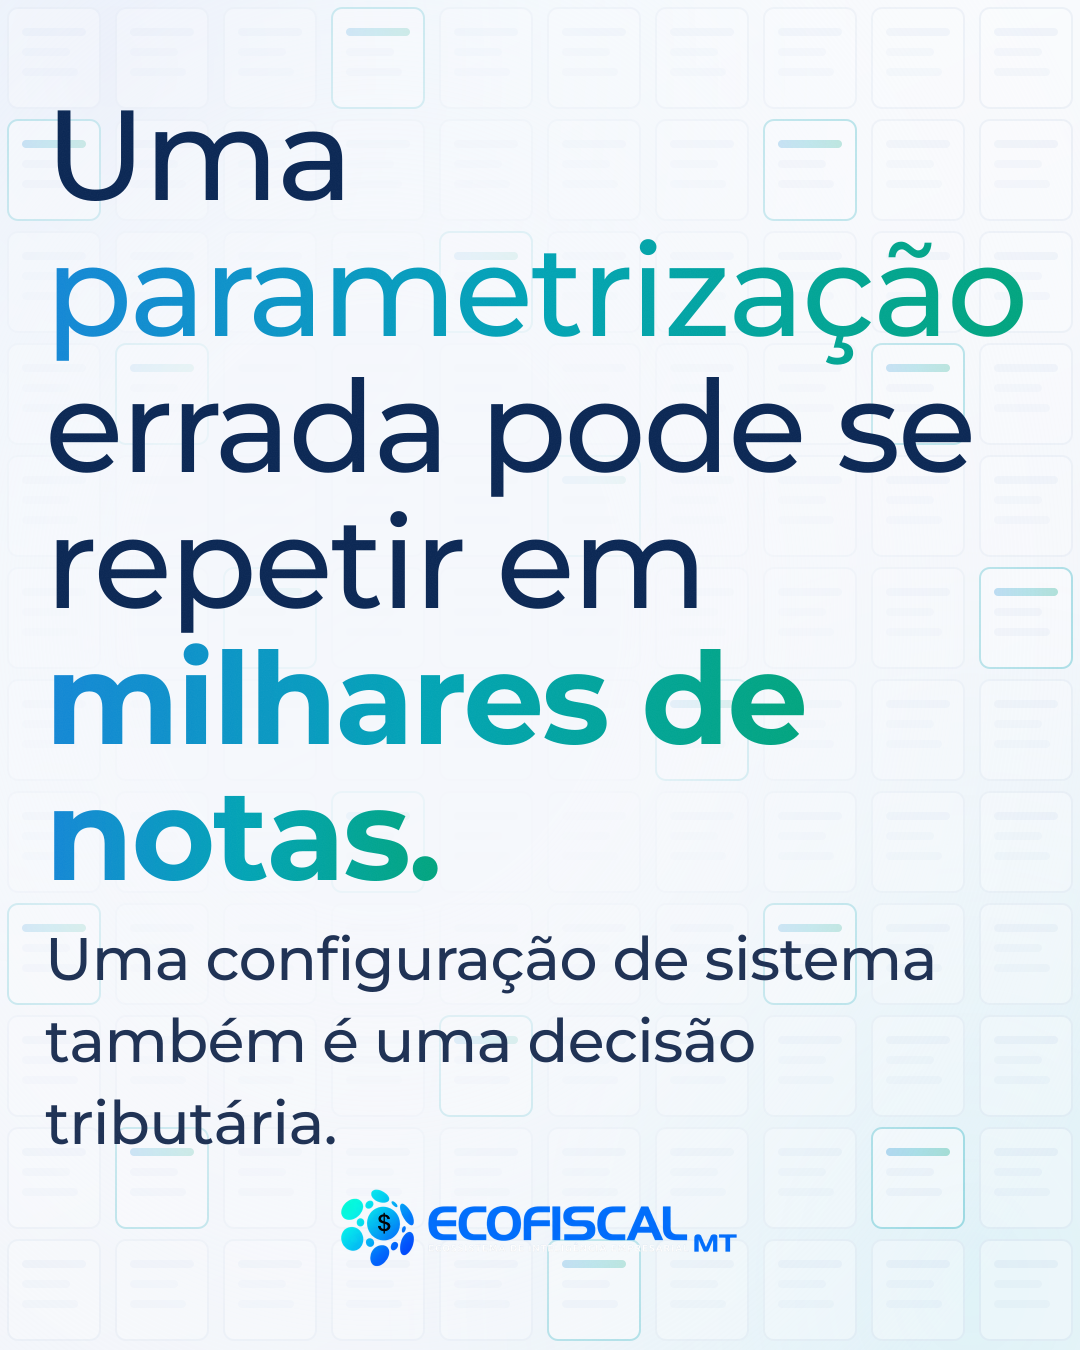 Uma
parametrização
errada pode se
repetir em
milhares de
notas.
Uma configuração de sistema
também é uma decisão
tributária.
$
ECOFISCAL MT